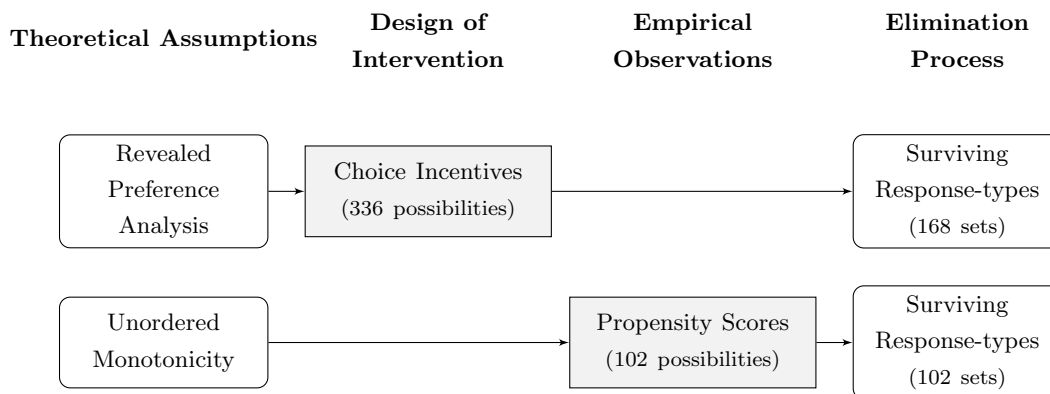 Theoretical Assumptions
Design of
Intervention
Empirical
Observations
Elimination
Process
Revealed
Preference
Analysis
Choice Incentives
(336 possibilities)
Surviving
Response-types
(168 sets)
Unordered
Monotonicity
Propensity Scores
(102 possibilities)
Surviving
Response-types
(102 sets)